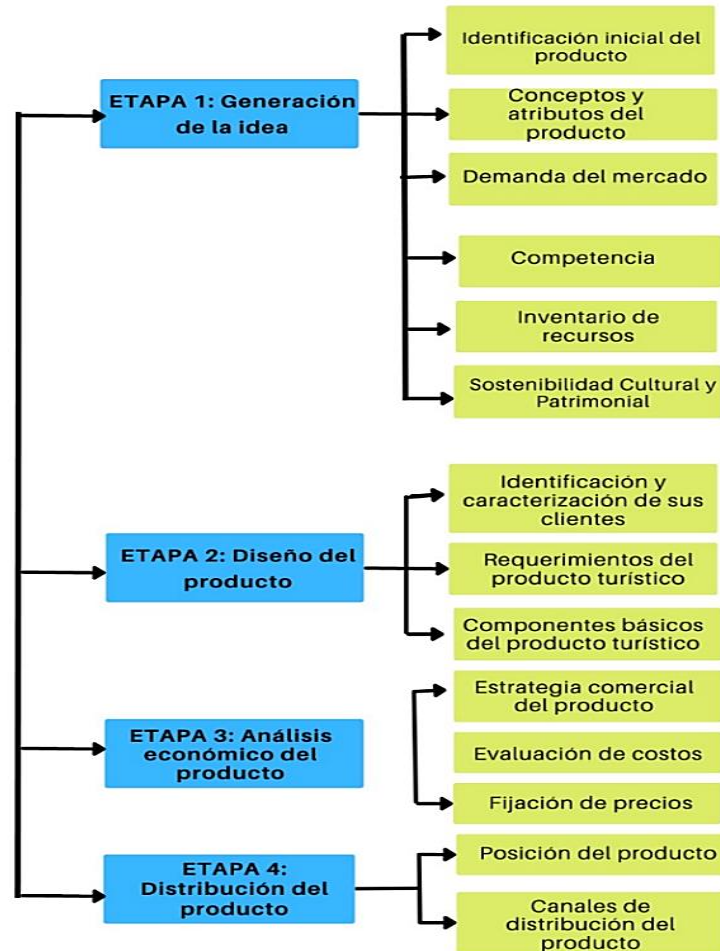 ETAPA 1: Generación
de la idea
Identificación inicial del
producto
Conceptos y
atributos del
producto
Demanda del mercado
Competencia
Inventario de
recursos
Sostenibilidad Cultural y
Patrimonial
ETAPA 2: Diseño del
producto
Identificación y
caracterización de sus
clientes
Requerimientos del
producto turístico
Componentes básicos
del producto turístico
ETAPA 3: Análisis
económico del
producto
Estrategia comercial
del producto
Evaluación de costos
Fijación de precios
ETAPA 4:
Distribución del
producto
Posición del producto
Canales de
distribución del
producto